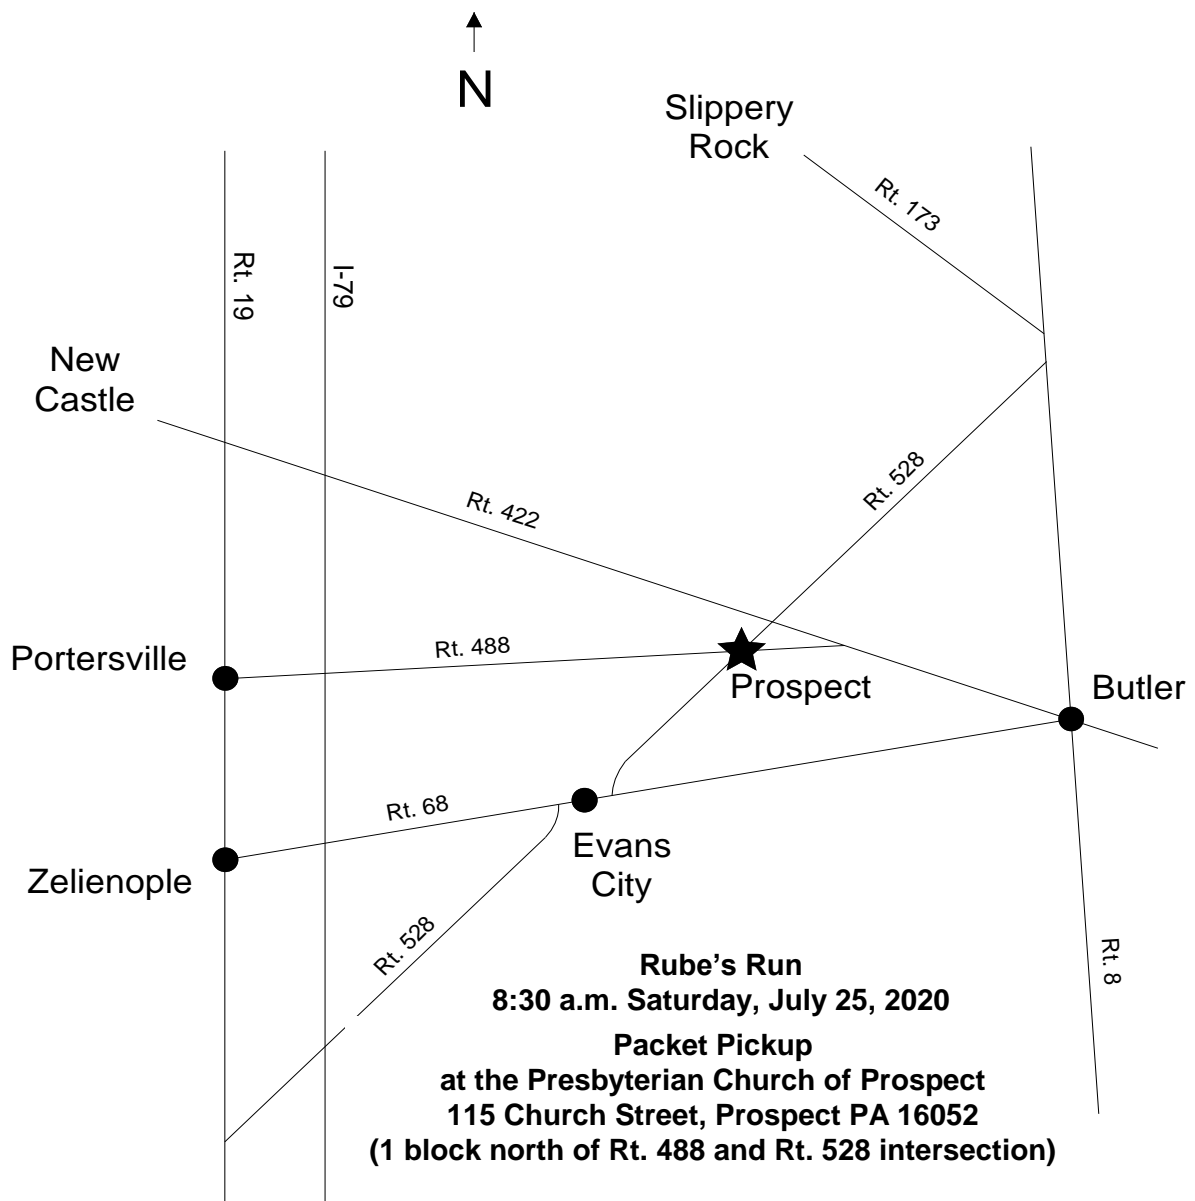 N
Slippery
Rock
Rt. 173
Rt. 19
I-79
New
Castle
Rt. 422
Rt. 528
Portersville
Rt. 488
Prospect
Butler
Rt. 68
Evans
City
Zelienople
Rt. 528
Rt. 8
Rube’s Run
8:30 a.m. Saturday, July 25, 2020
Packet Pickup
at the Presbyterian Church of Prospect
115 Church Street, Prospect PA 16052
(1 block north of Rt. 488 and Rt. 528 intersection)